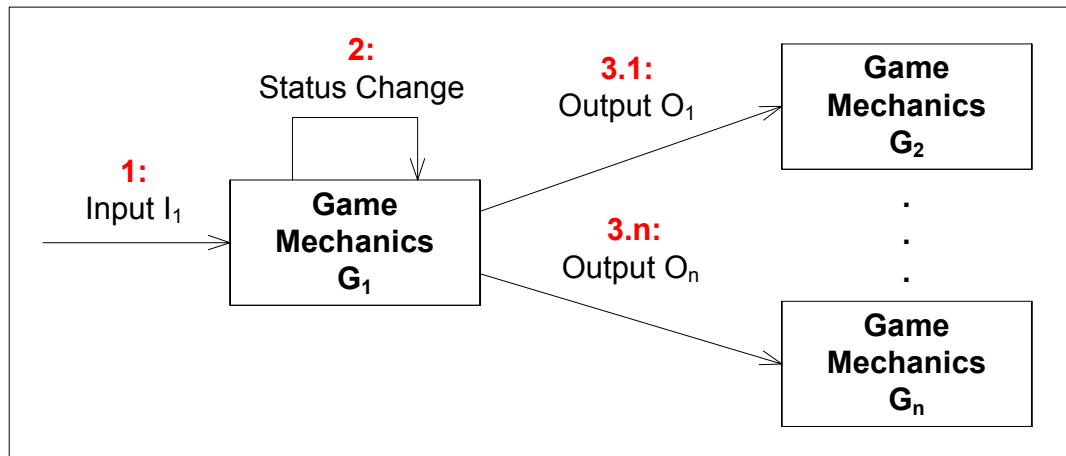 1:
Input I₁
2:
Status Change
Game
Mechanics
G₁
3.1:
Output O₁
3.n:
Output Oₙ
Game
Mechanics
G₂
.
.
.
Game
Mechanics
Gₙ